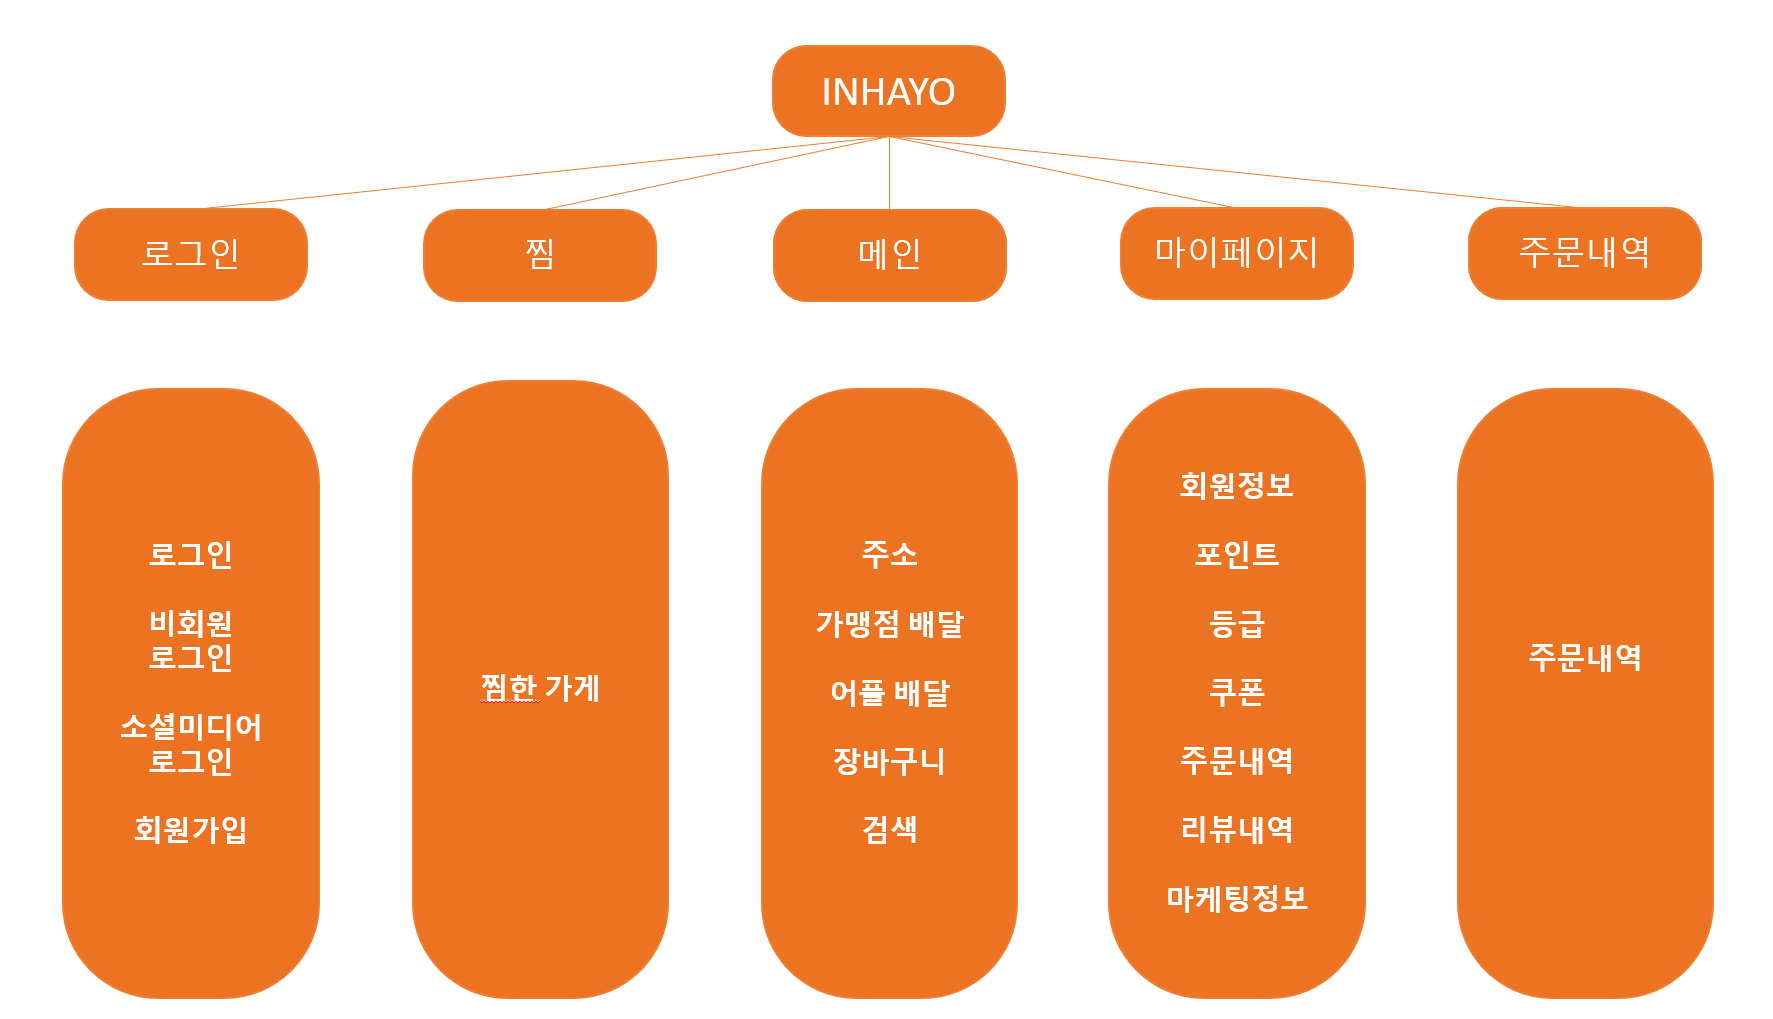 INHAYO
로그인
찜
메인
마이페이지
주문내역
로그인
비회원
로그인
소셜미디어
로그인
회원가입
찜한 가게
주소
가맹점 배달
어플 배달
장바구니
검색
회원정보
포인트
등급
쿠폰
주문내역
리뷰내역
마케팅정보
주문내역